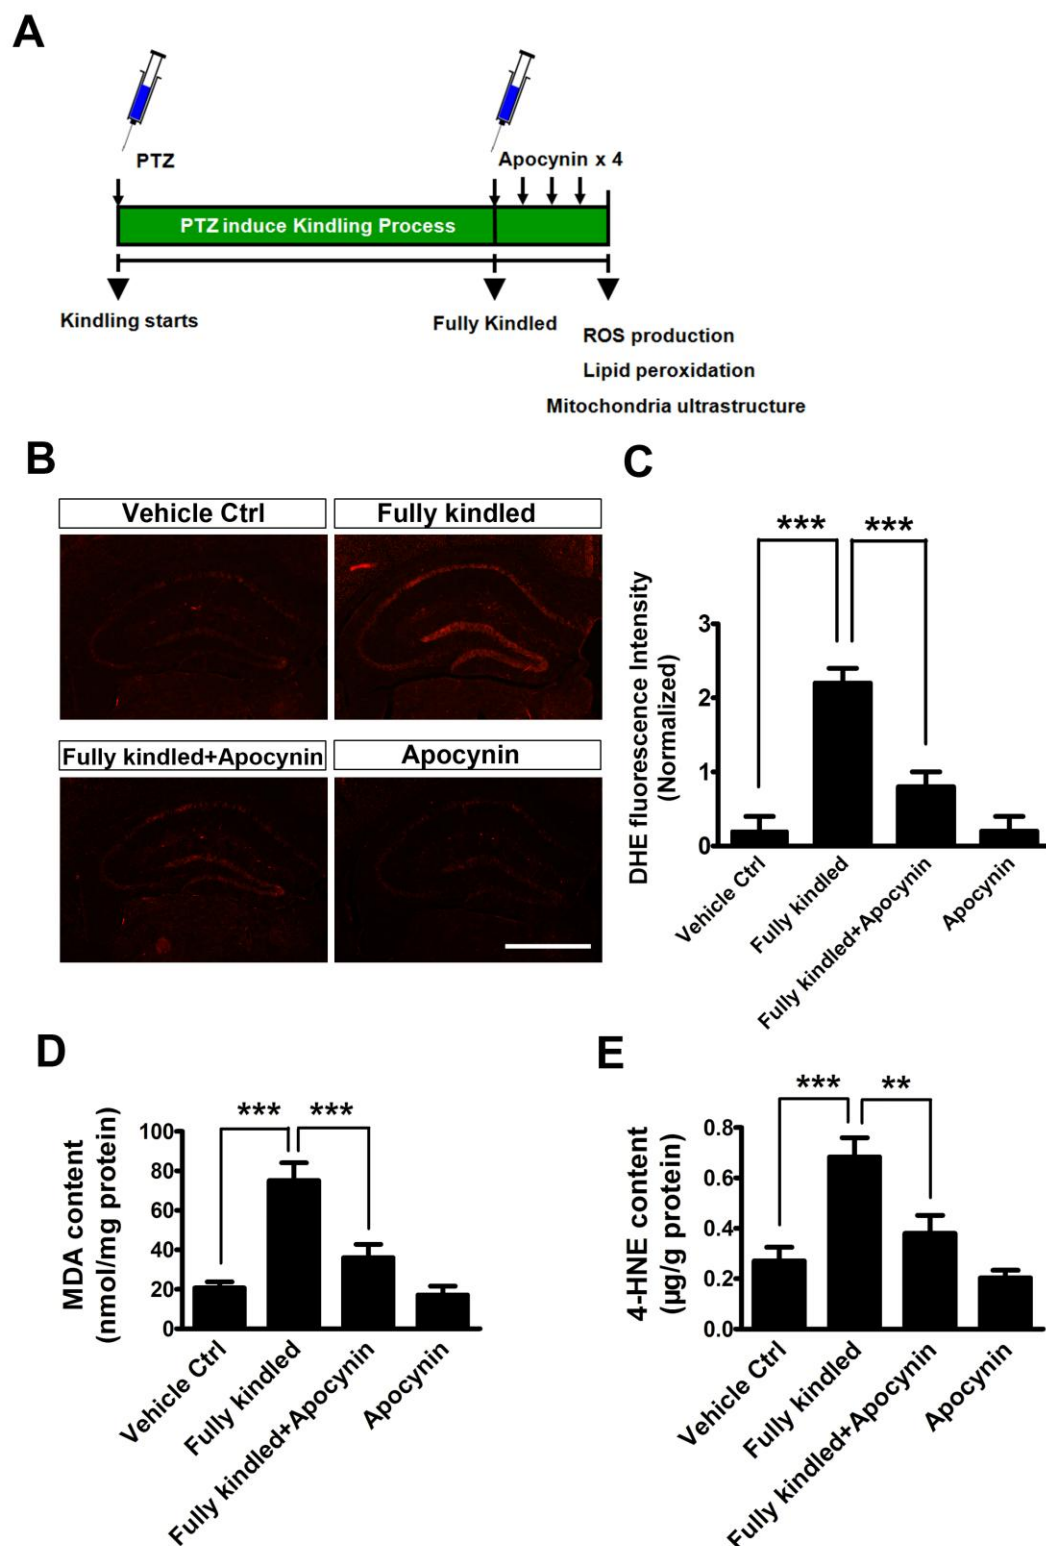 A
PTZ
Apocynin x 4
PTZ induce Kindling Process
Kindling starts
Fully Kindled
ROS production
Lipid peroxidation
Mitochondria ultrastructure
B
Vehicle Ctrl
Fully kindled
Fully kindled+Apocynin
Apocynin
C
***
***
DHE fluorescence Intensity
(Normalized)
3
2
1
0
Vehicle Ctrl
Fully kindled
Fully kindled+Apocynin
Apocynin
D
***
***
MDA content
(nmol/mg protein)
100
80
60
40
20
0
Vehicle Ctrl
Fully kindled
Fully kindled+Apocynin
Apocynin
E
***
**
4-HNE content
(µg/g protein)
0.8
0.6
0.4
0.2
0.0
Vehicle Ctrl
Fully kindled
Fully kindled+Apocynin
Apocynin